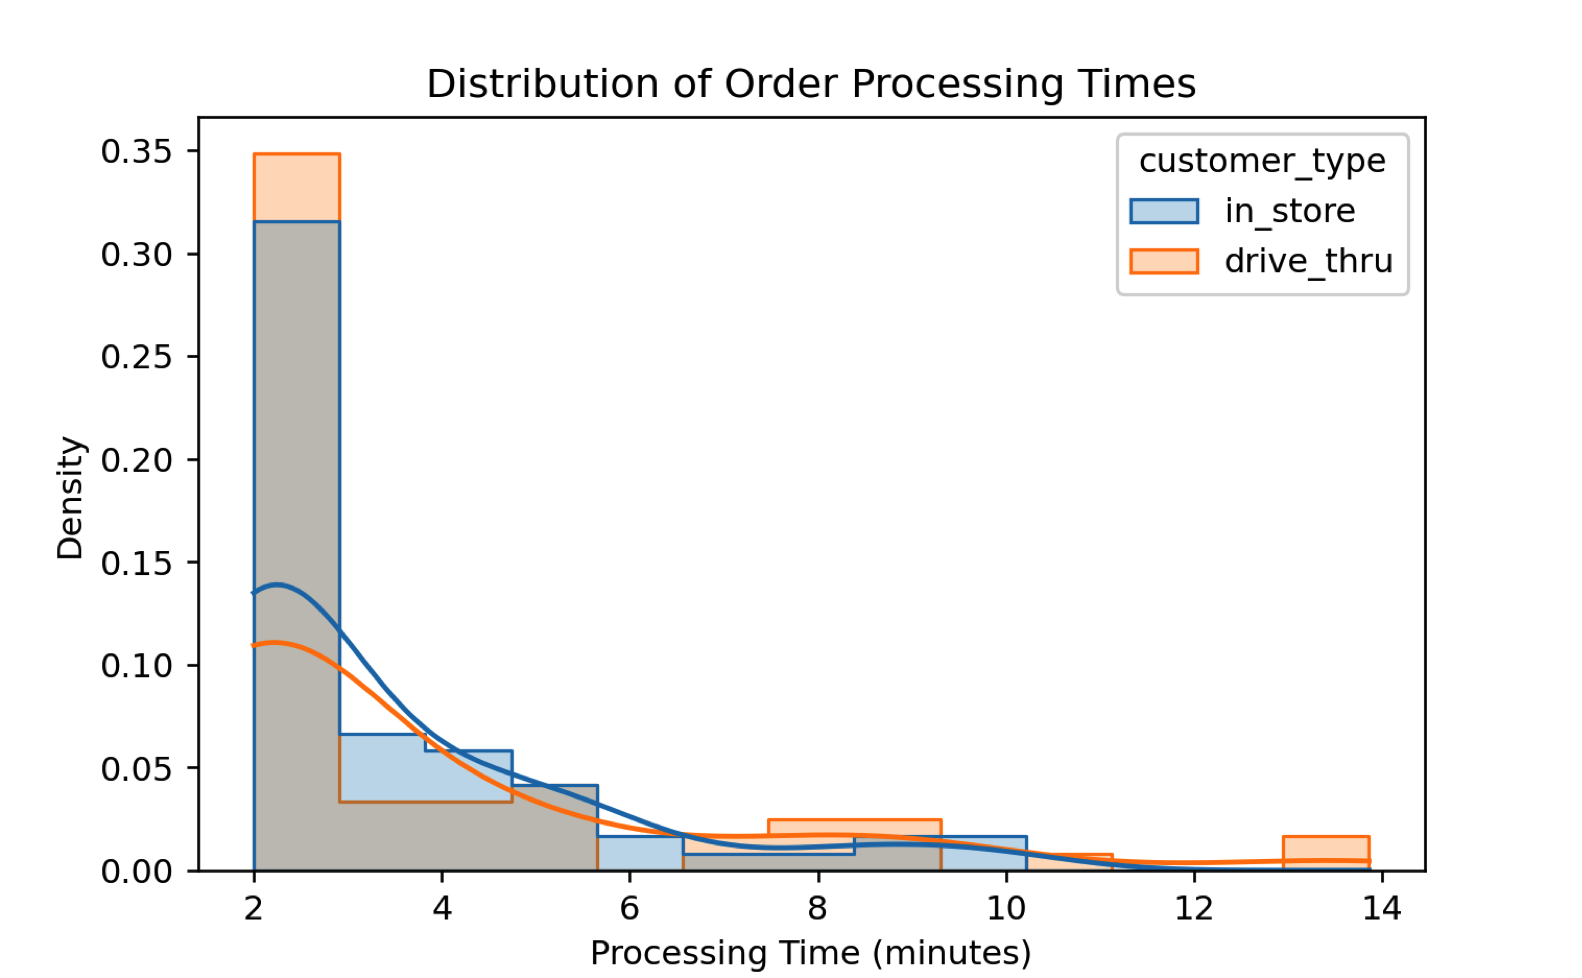 Distribution of Order Processing Times
customer_type
in_store
drive_thru
Density
0.35
0.30
0.25
0.20
0.15
0.10
0.05
0.00
2 4 6 8 10 12 14
Processing Time (minutes)